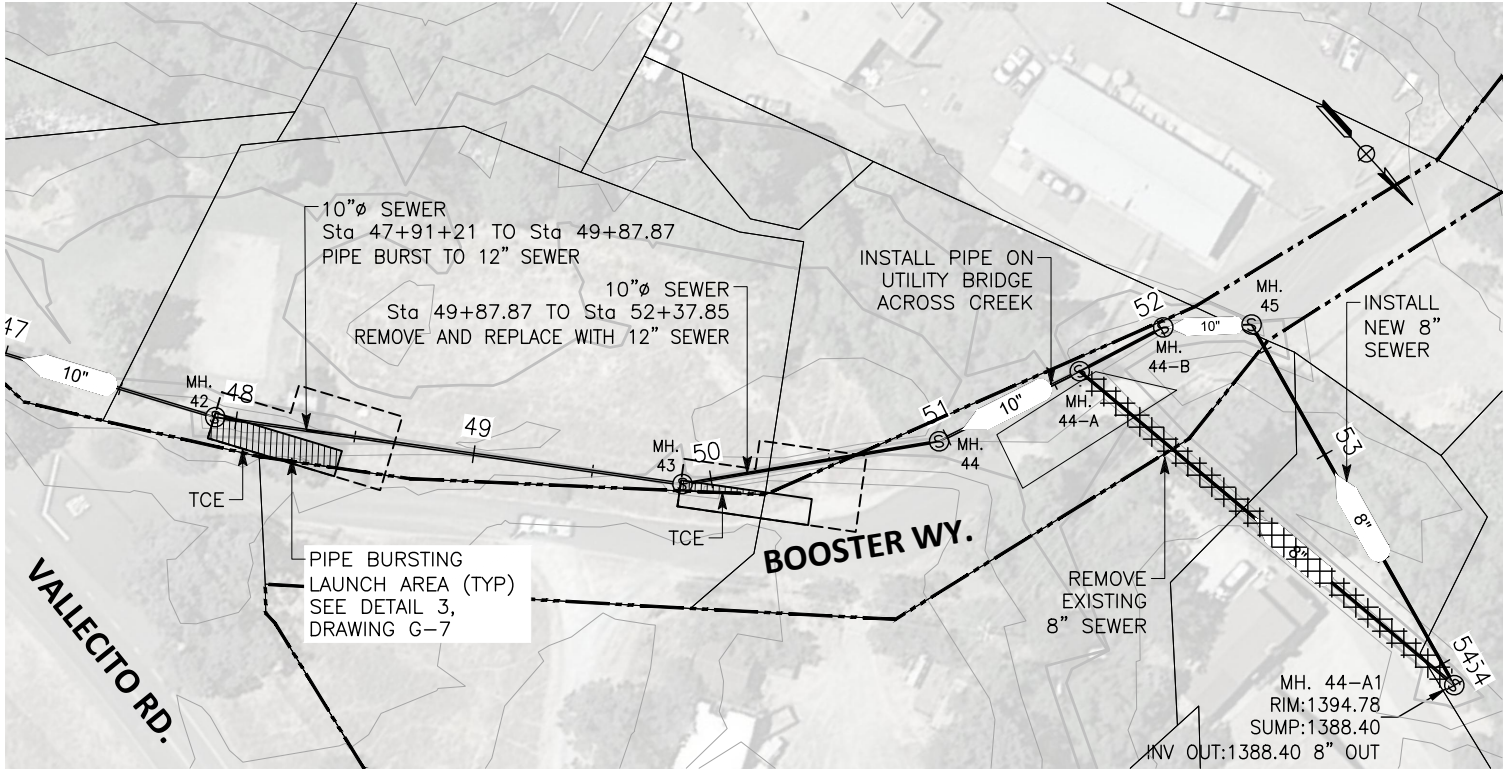 10"ø SEWER
Sta 47+91+21 TO Sta 49+87.87
PIPE BURST TO 12" SEWER
10"ø SEWER
Sta 49+87.87 TO Sta 52+37.85
REMOVE AND REPLACE WITH 12" SEWER
INSTALL PIPE ON
UTILITY BRIDGE
ACROSS CREEK
MH.
45
52
10"
INSTALL
NEW 8"
SEWER
MH.
44-B
47
10"
MH.
42
48
49
MH.
43
50
51
10"
MH.
44
MH.
44-A
53
8"
TCE
TCE
BOOSTER WY.
PIPE BURSTING
LAUNCH AREA (TYP)
SEE DETAIL 3,
DRAWING G-7
VALLECITO RD.
8"
REMOVE
EXISTING
8" SEWER
54
MH. 44-A1
RIM:1394.78
SUMP:1388.40
INV OUT:1388.40 8" OUT